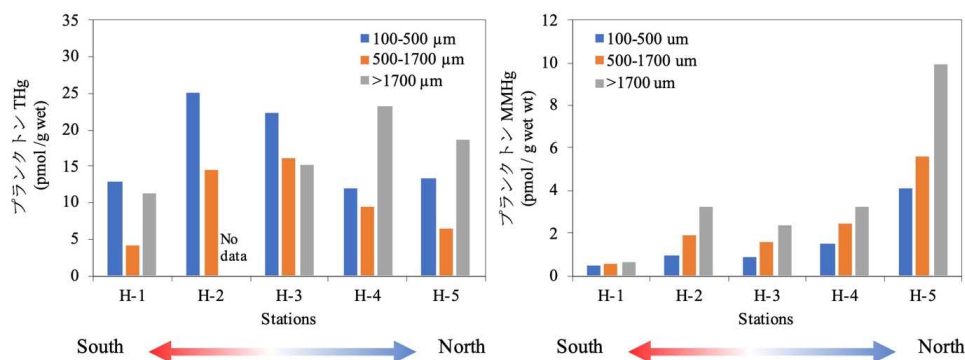 プランクトン THg
(pmol /g wet)
35
30
25
20
15
10
5
0
100-500 µm
500-1700 µm
>1700 µm
No
data
H-1 H-2 H-3 H-4 H-5
Stations
South North
プランクトン MMHg
(pmol / g wet wt)
12
10
8
6
4
2
0
100-500 um
500-1700 um
>1700 um
H-1 H-2 H-3 H-4 H-5
Stations
South North